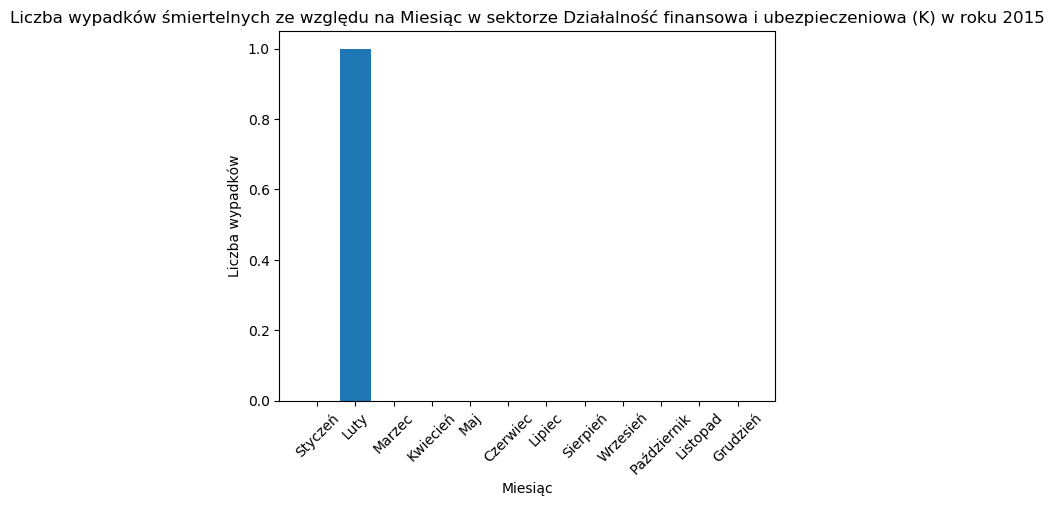 Liczba wypadków śmiertelnych ze względu na Miesiąc w sektorze Działalność finansowa i ubezpieczeniowa (K) w roku 2015
1.0
0.8
0.6
0.4
0.2
0.0
Liczba wypadków
Styczeń
Luty
Marzec
Kwiecień
Maj
Czerwiec
Lipiec
Sierpień
Wrzesień
Październik
Listopad
Grudzień
Miesiąc